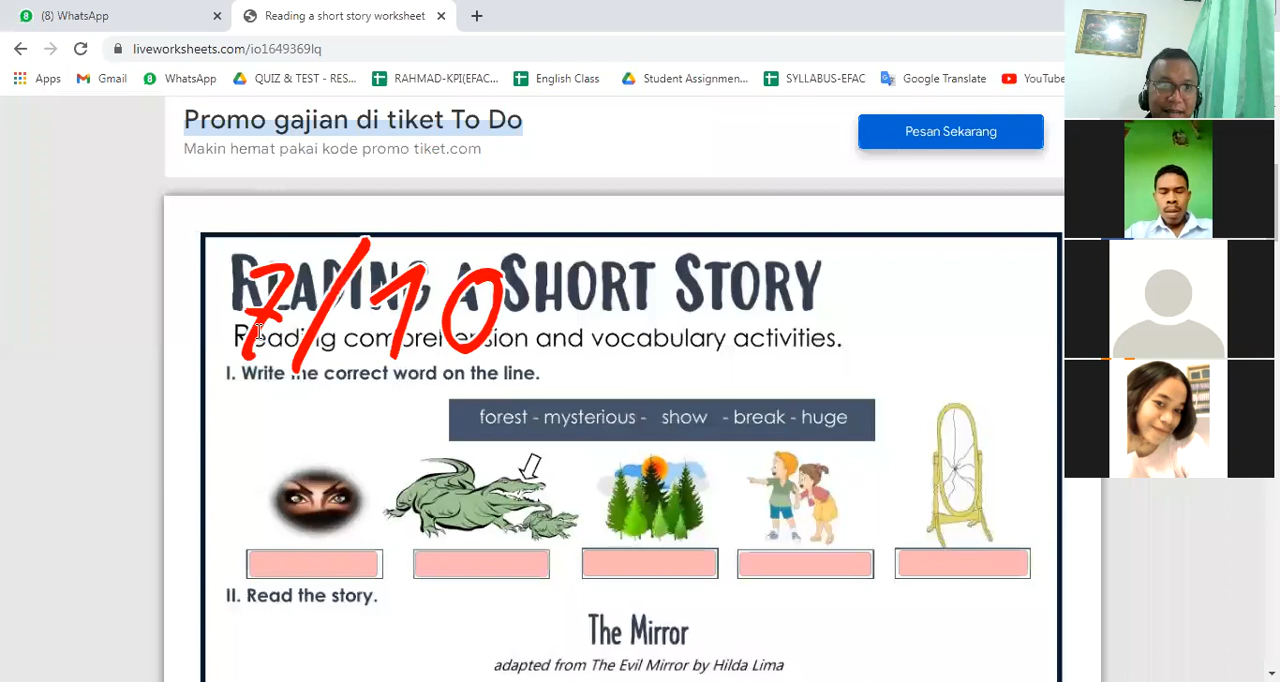 (8) WhatsApp
Reading a short story worksheet
liveworksheets.com/io1649369lq
Apps Gmail WhatsApp QUIZ & TEST - RES... RAHMAD-KPI(EFAC... English Class Student Assignmen... SYLLABUS-EFAC Google Translate YouTube
Promo gajian di tiket To Do
Makin hemat pakai kode promo tiket.com
Pesan Sekarang
READING A SHORT STORY
7/10
Reading comprehension and vocabulary activities.
I. Write the correct word on the line.
forest - mysterious - show - break - huge
II. Read the story.
The Mirror
adapted from The Evil Mirror by Hilda Lima